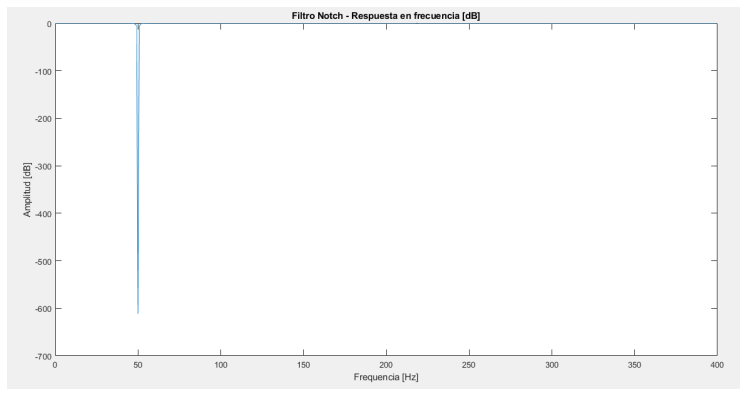 Filtro Notch - Respuesta en frecuencia [dB]
Amplitud [dB]
0
-100
-200
-300
-400
-500
-600
-700
0 50 100 150 200 250 300 350 400
Frequencia [Hz]